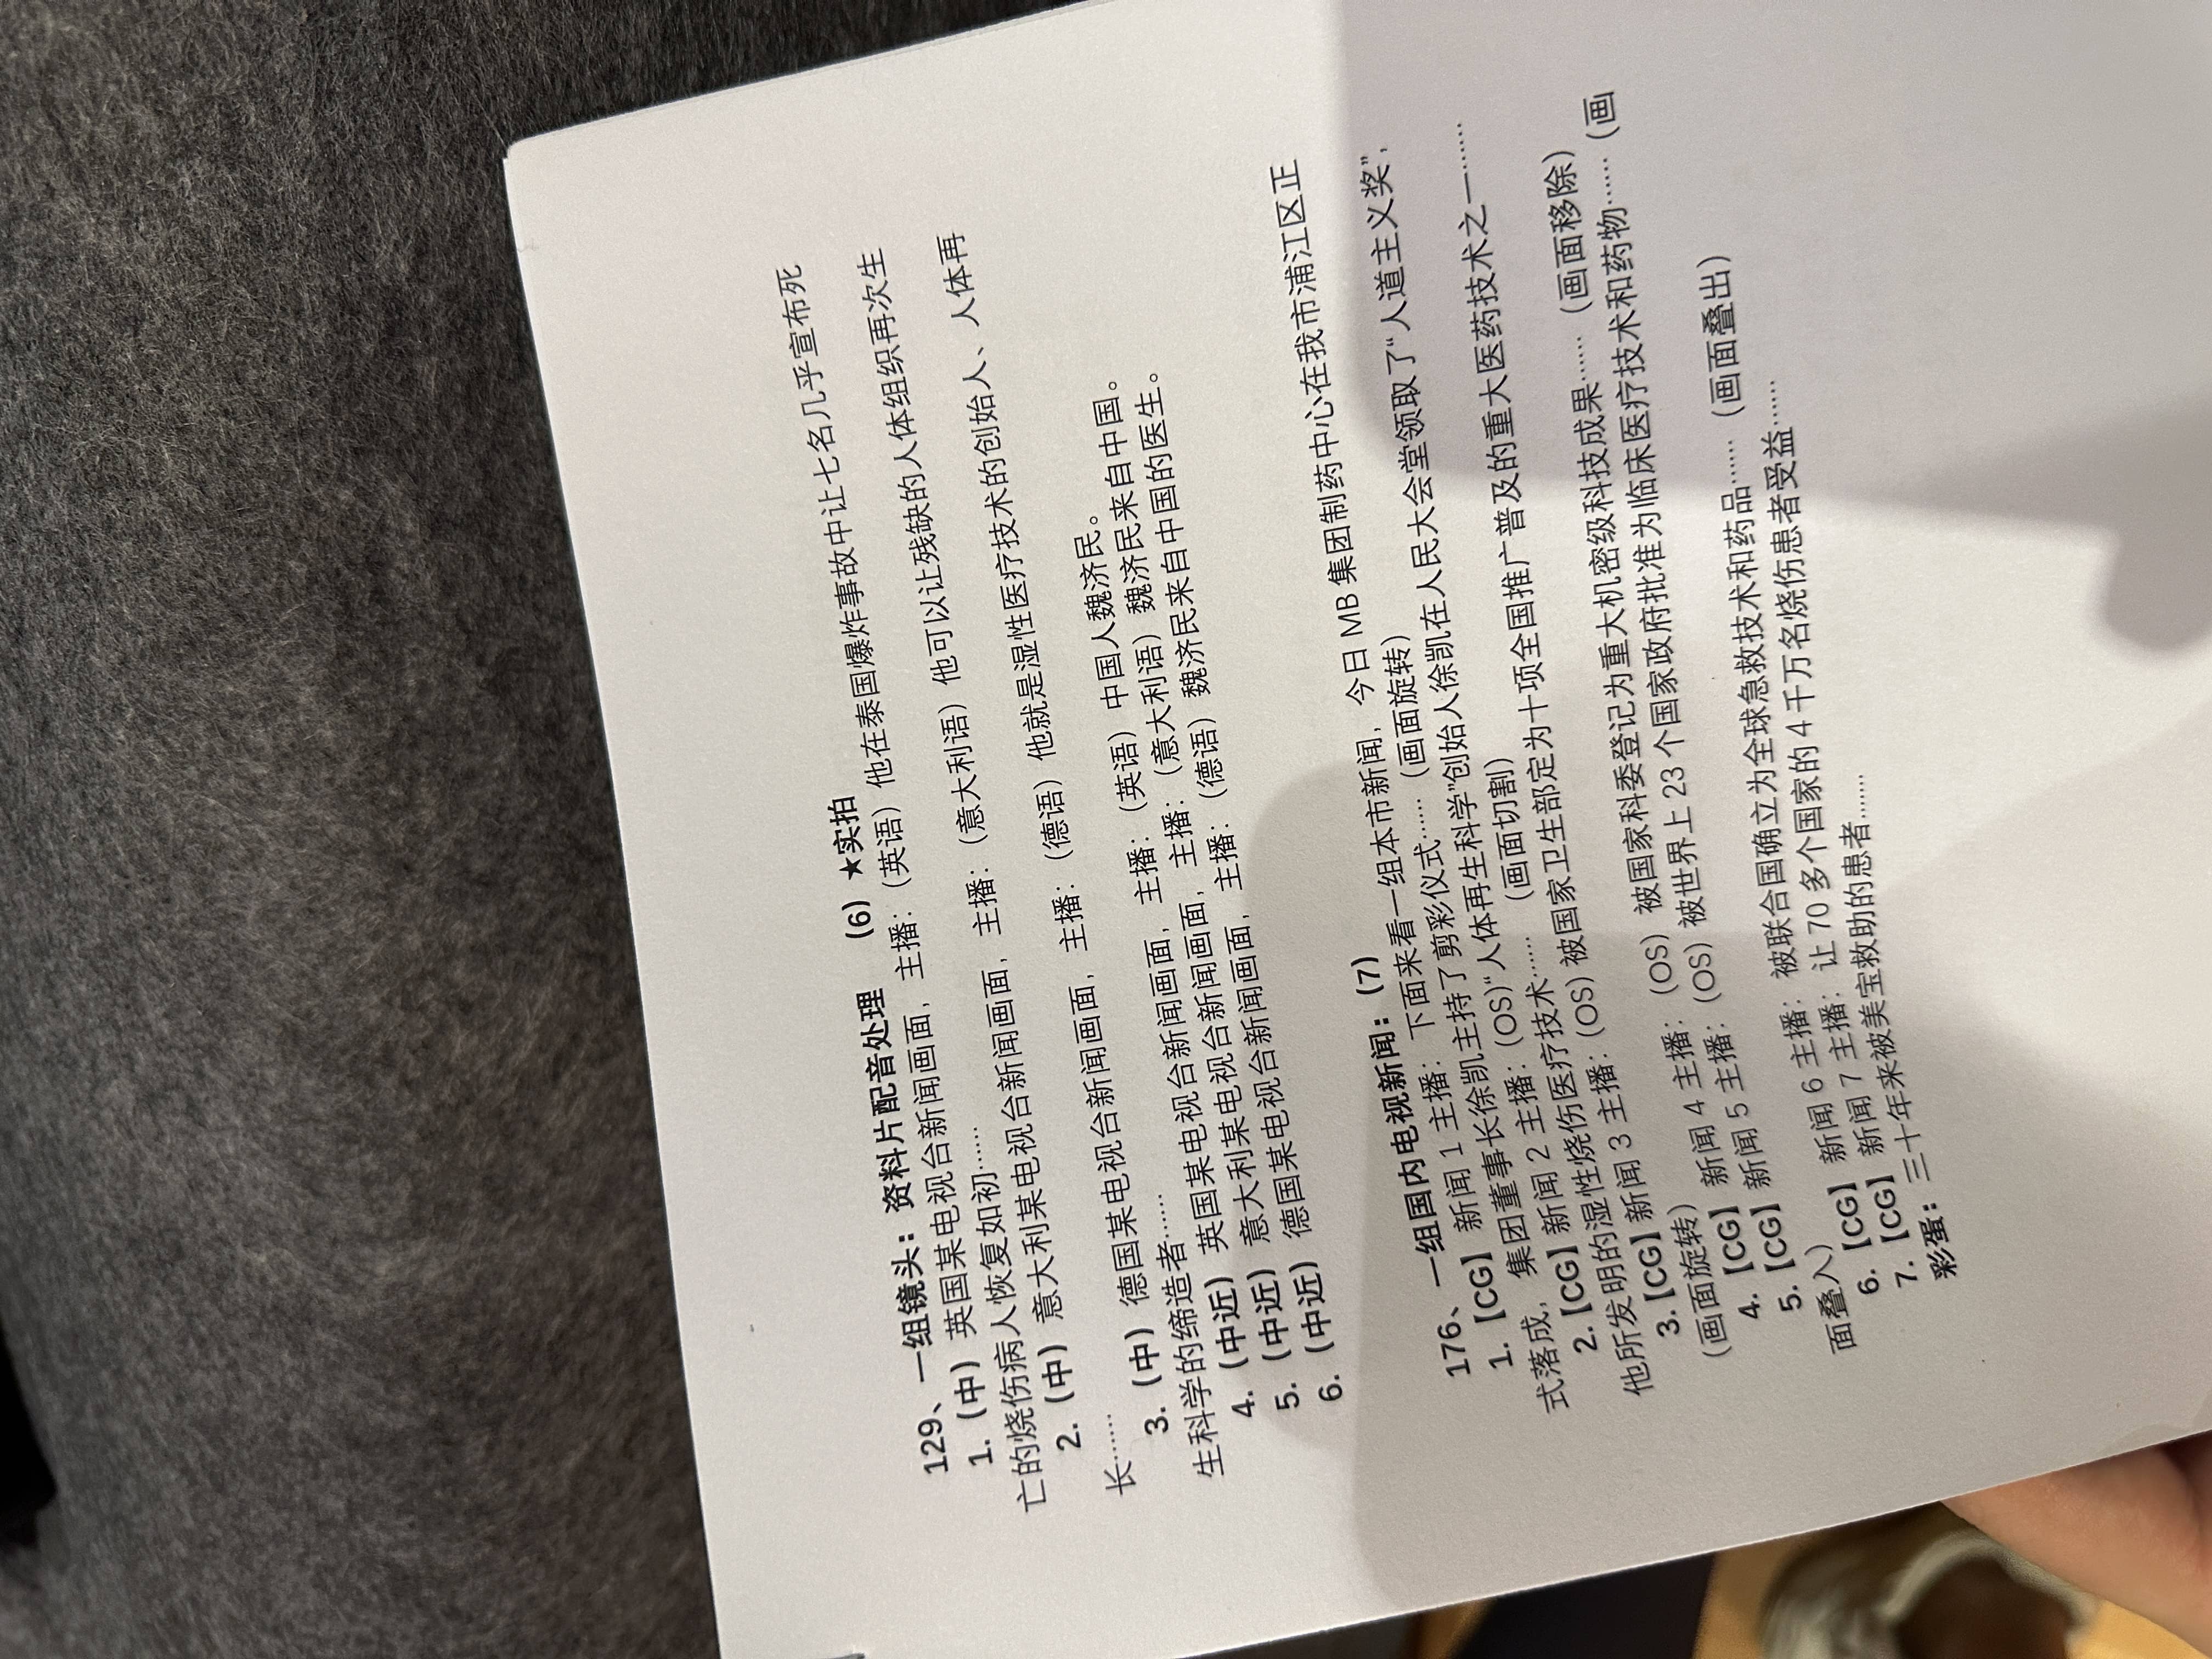 129、一组镜头：资料片配音处理 （6）★实拍
1.（中）英国某电视台新闻画面，主播：（英语）他在泰国爆炸事故中让七名几乎宣布死
亡的烧伤病人恢复如初……
2.（中）意大利某电视台新闻画面，主播：（意大利语）他可以让残缺的人体组织再次生
长……
3.（中）德国某电视台新闻画面，主播：（德语）他就是湿性医疗技术的创始人、人体再
生科学的缔造者……
4.（中近）英国某电视台新闻画面，主播：（英语）中国人魏济民。
5.（中近）意大利某电视台新闻画面，主播：（意大利语）魏济民来自中国。
6.（中近）德国某电视台新闻画面，主播：（德语）魏济民来自中国的医生。
176、一组国内电视新闻：（7）
1.【CG】新闻 1 主播：下面来看一组本市新闻，今日 MB 集团制药中心在我市浦江区正
式落成，集团董事长徐凯主持了剪彩仪式……（画面旋转）
2.【CG】新闻 2 主播：（OS）“人体再生科学”创始人徐凯在人民大会堂领取了“人道主义奖”；
他所发明的湿性烧伤医疗技术……（画面切割）
3.【CG】新闻 3 主播：（OS）被国家卫生部定为十项全国推广普及的重大医药技术之一……
（画面旋转）
4.【CG】新闻 4 主播：（OS）被国家科委登记为重大机密级科技成果……（画面移除）
5.【CG】新闻 5 主播：（OS）被世界上 23 个国家政府批准为临床医疗技术和药物……（画
面叠入）
6.【CG】新闻 6 主播：被联合国确立为全球急救技术和药品……（画面叠出）
7.【CG】新闻 7 主播：让 70 多个国家的 4 千万名烧伤患者受益……
彩蛋：三十年来被美宝救助的患者.......